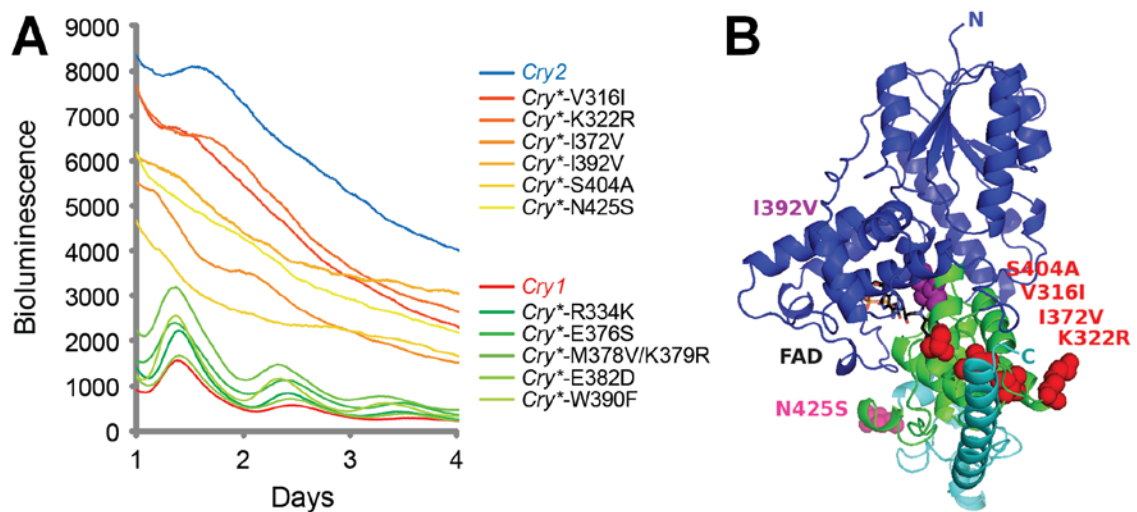 A
9000
8000
7000
6000
5000
4000
3000
2000
1000
0
Bioluminescence
1 2 3 4
Days
Cry2
Cry*-V316I
Cry*-K322R
Cry*-I372V
Cry*-I392V
Cry*-S404A
Cry*-N425S
Cry1
Cry*-R334K
Cry*-E376S
Cry*-M378V/K379R
Cry*-E382D
Cry*-W390F
B
N
I392V
S404A
V316I
I372V
K322R
C
FAD
N425S